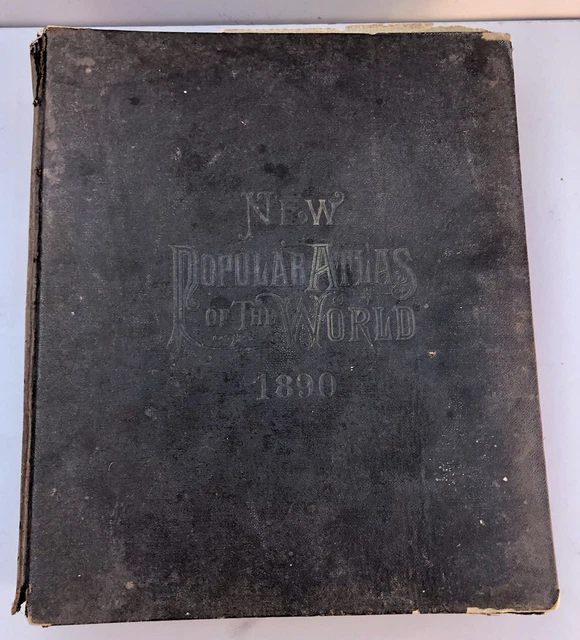 NEW
POPULAR ATLAS
OF THE WORLD
1890